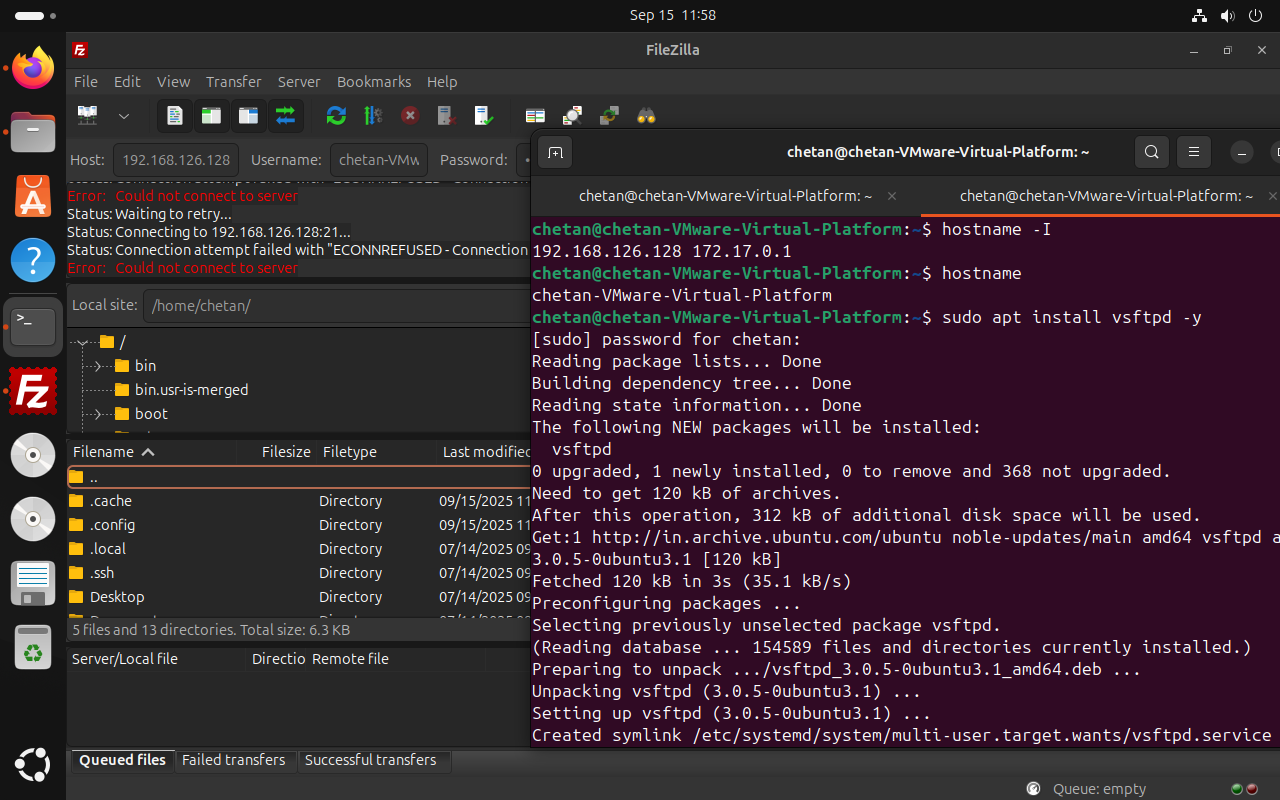 Sep 15 11:58
FileZilla
File Edit View Transfer Server Bookmarks Help
Host: 192.168.126.128 Username: chetan-VMw Password:
Error: Could not connect to server
Status: Waiting to retry...
Status: Connecting to 192.168.126.128:21...
Status: Connection attempt failed with "ECONNREFUSED - Connection
Error: Could not connect to server
Local site: /home/chetan/
/
bin
bin.usr-is-merged
boot
Filename Filesize Filetype Last modified
..
.cache Directory 09/15/2025 11
.config Directory 09/15/2025 11
.local Directory 07/14/2025 09
.ssh Directory 07/14/2025 09
Desktop Directory 07/14/2025 09
5 files and 13 directories. Total size: 6.3 KB
Server/Local file Directio Remote file
Queued files Failed transfers Successful transfers
Queue: empty
chetan@chetan-VMware-Virtual-Platform: ~
chetan@chetan-VMware-Virtual-Platform: ~ chetan@chetan-VMware-Virtual-Platform: ~
chetan@chetan-VMware-Virtual-Platform:~$ hostname -I
192.168.126.128 172.17.0.1
chetan@chetan-VMware-Virtual-Platform:~$ hostname
chetan-VMware-Virtual-Platform
chetan@chetan-VMware-Virtual-Platform:~$ sudo apt install vsftpd -y
[sudo] password for chetan:
Reading package lists... Done
Building dependency tree... Done
Reading state information... Done
The following NEW packages will be installed:
vsftpd
0 upgraded, 1 newly installed, 0 to remove and 368 not upgraded.
Need to get 120 kB of archives.
After this operation, 312 kB of additional disk space will be used.
Get:1 http://in.archive.ubuntu.com/ubuntu noble-updates/main amd64 vsftpd a
3.0.5-0ubuntu3.1 [120 kB]
Fetched 120 kB in 3s (35.1 kB/s)
Preconfiguring packages ...
Selecting previously unselected package vsftpd.
(Reading database ... 154589 files and directories currently installed.)
Preparing to unpack .../vsftpd_3.0.5-0ubuntu3.1_amd64.deb ...
Unpacking vsftpd (3.0.5-0ubuntu3.1) ...
Setting up vsftpd (3.0.5-0ubuntu3.1) ...
Created symlink /etc/systemd/system/multi-user.target.wants/vsftpd.service